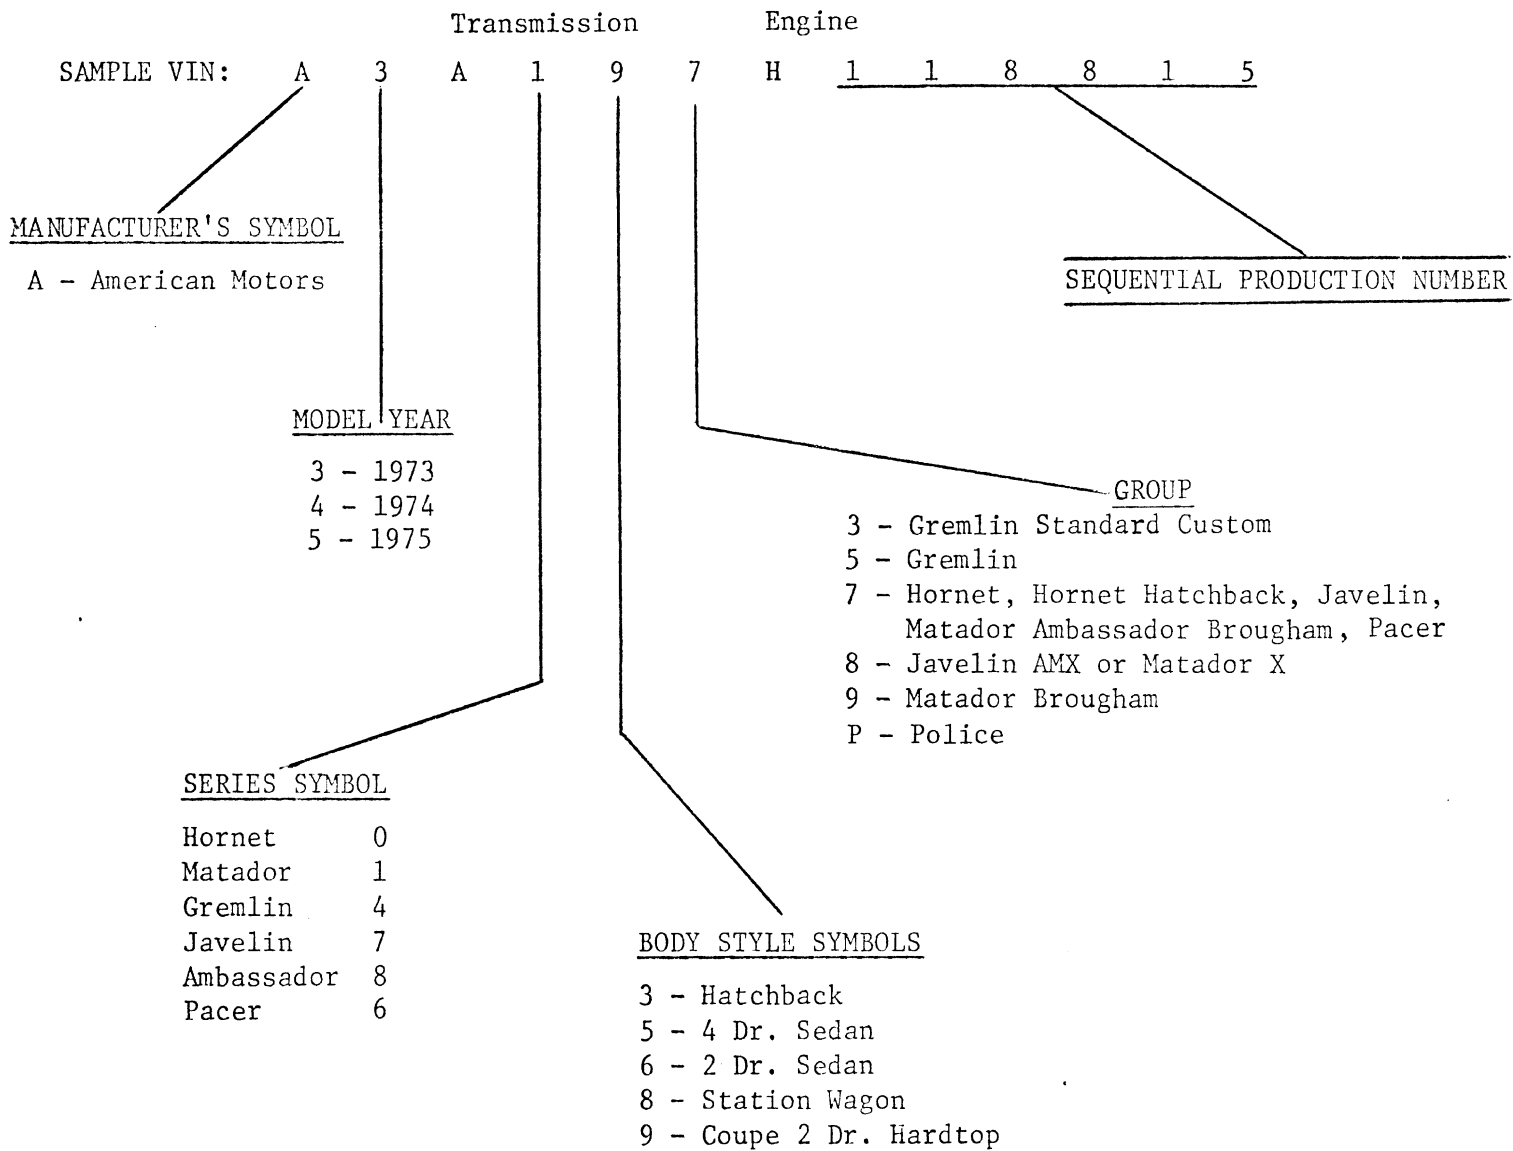 Transmission Engine
SAMPLE VIN: A 3 A 1 9 7 H 1 1 8 8 1 5
MANUFACTURER'S SYMBOL
A - American Motors
SEQUENTIAL PRODUCTION NUMBER
MODEL YEAR
3 - 1973
4 - 1974
5 - 1975
GROUP
3 - Gremlin Standard Custom
5 - Gremlin
7 - Hornet, Hornet Hatchback, Javelin,
Matador Ambassador Brougham, Pacer
8 - Javelin AMX or Matador X
9 - Matador Brougham
P - Police
SERIES SYMBOL
Hornet 0
Matador 1
Gremlin 4
Javelin 7
Ambassador 8
Pacer 6
BODY STYLE SYMBOLS
3 - Hatchback
5 - 4 Dr. Sedan
6 - 2 Dr. Sedan
8 - Station Wagon
9 - Coupe 2 Dr. Hardtop